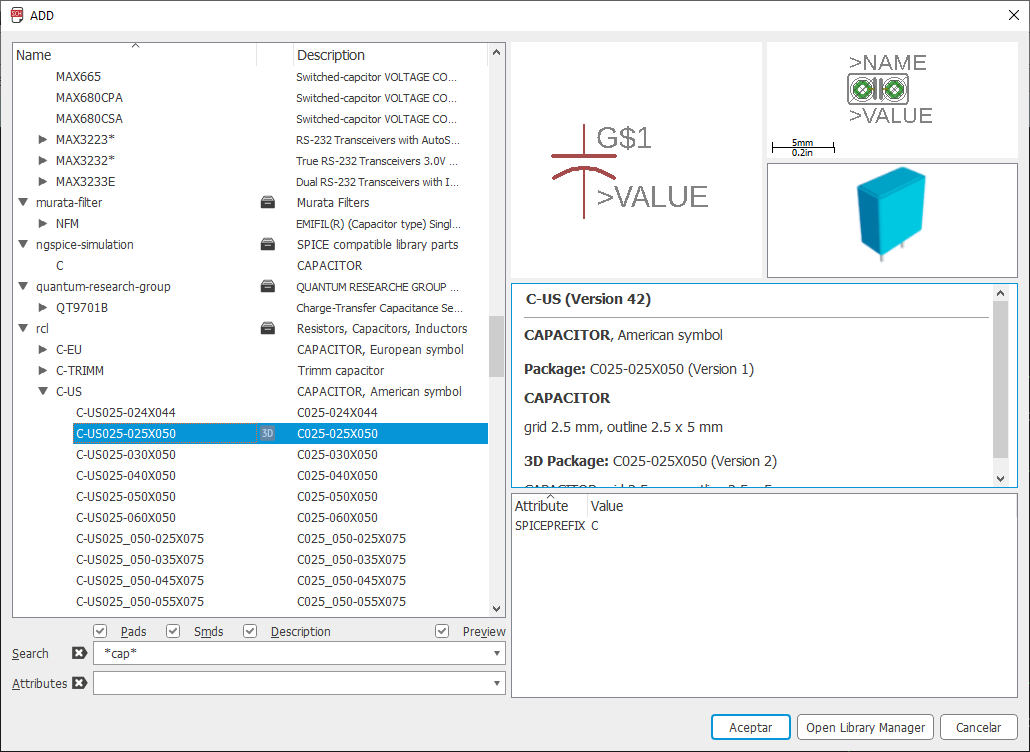 ADD
Name Description
MAX665 Switched-capcitor VOLTAGE CO...
MAX680CPA Switched-capcitor VOLTAGE CO...
MAX680CSA Switched-capcitor VOLTAGE CO...
MAX3223* RS-232 Transceivers with AutoS...
MAX3232* True RS-232 Transceivers 3.0V ...
MAX3233E Dual RS-232 Transceivers with I...
murata-filter Murata Filters
NFM EMIFIL(R) (Capacitor type) Singl...
ngspice-simulation SPICE compatible library parts
C CAPACITOR
quantum-research-group QUANTUM RESEARCHE GROUP ...
QT9701B Charge-Transfer Capacitance Se...
rcl Resistors, Capacitors, Inductors
C-EU CAPACITOR, European symbol
C-TRIMM Trimm capacitor
C-US CAPACITOR, American symbol
C-US025-024X044 C025-024X044
C-US025-025X050 3D C025-025X050
C-US025-030X050 C025-030X050
C-US025-040X050 C025-040X050
C-US025-050X050 C025-050X050
C-US025-060X050 C025-060X050
C-US025_050-025X075 C025_050-025X075
C-US025_050-035X075 C025_050-035X075
C-US025_050-045X075 C025_050-045X075
C-US025_050-055X075 C025_050-055X075
Pads Smds Description Preview
Search *cap*
Attributes
G$1
>VALUE
>NAME
>VALUE
5mm
0.2in
C-US (Version 42)
CAPACITOR, American symbol
Package: C025-025X050 (Version 1)
CAPACITOR
grid 2.5 mm, outline 2.5 x 5 mm
3D Package: C025-025X050 (Version 2)
Attribute Value
SPICEPREFIX C
Aceptar Open Library Manager Cancelar